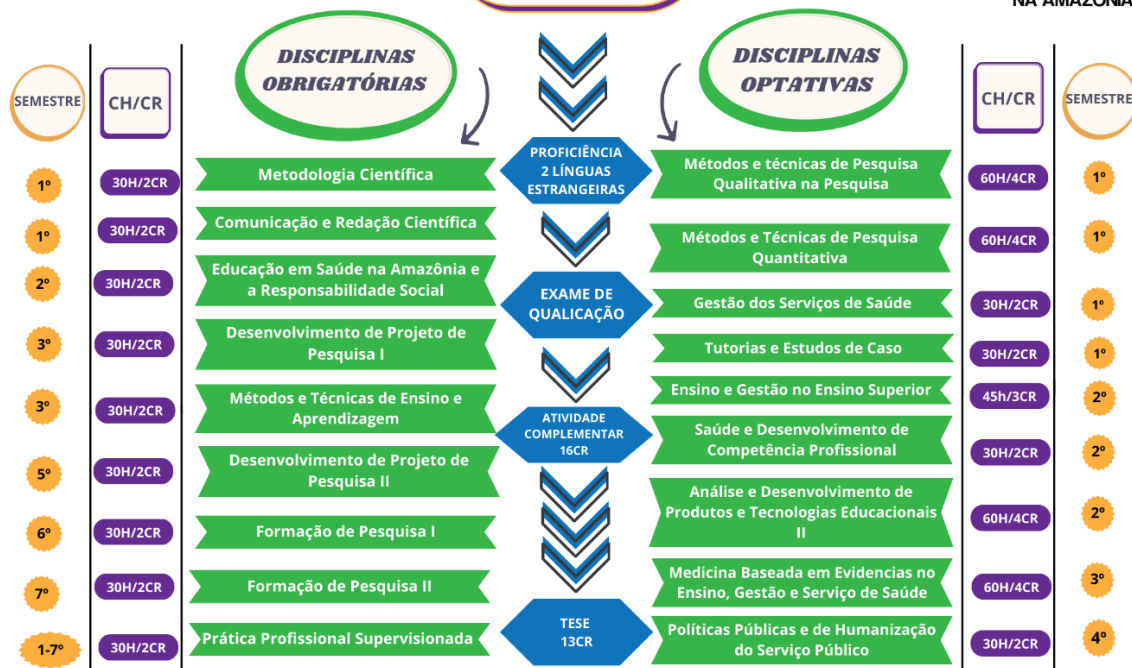 NA AMAZÔNIA
DISCIPLINAS
OBRIGATÓRIAS
DISCIPLINAS
OPTATIVAS
SEMESTRE
CH/CR
CH/CR
SEMESTRE
1º
30H/2CR
Metodologia Científica
PROFICIÊNCIA
2 LÍNGUAS
ESTRANGEIRAS
Métodos e técnicas de Pesquisa
Qualitativa na Pesquisa
60H/4CR
1º
1º
30H/2CR
Comunicação e Redação Científica
Métodos e Técnicas de Pesquisa
Quantitativa
60H/4CR
1º
2º
30H/2CR
Educação em Saúde na Amazônia e
a Responsabilidade Social
EXAME DE
QUALICAÇÃO
Gestão dos Serviços de Saúde
30H/2CR
1º
3º
30H/2CR
Desenvolvimento de Projeto de
Pesquisa I
Tutorias e Estudos de Caso
30H/2CR
1º
Ensino e Gestão no Ensino Superior
45h/3CR
2º
3º
30H/2CR
Métodos e Técnicas de Ensino e
Aprendizagem
ATIVIDADE
COMPLEMENTAR
16CR
Saúde e Desenvolvimento de
Competência Profissional
30H/2CR
2º
5º
30H/2CR
Desenvolvimento de Projeto de
Pesquisa II
Análise e Desenvolvimento de
Produtos e Tecnologias Educacionais
II
60H/4CR
2º
6º
30H/2CR
Formação de Pesquisa I
7º
30H/2CR
Formação de Pesquisa II
Medicina Baseada em Evidencias no
Ensino, Gestão e Serviço de Saúde
60H/4CR
3º
1-7º
30H/2CR
Prática Profissional Supervisionada
TESE
13CR
Políticas Públicas e de Humanização
do Serviço Público
30H/2CR
4º